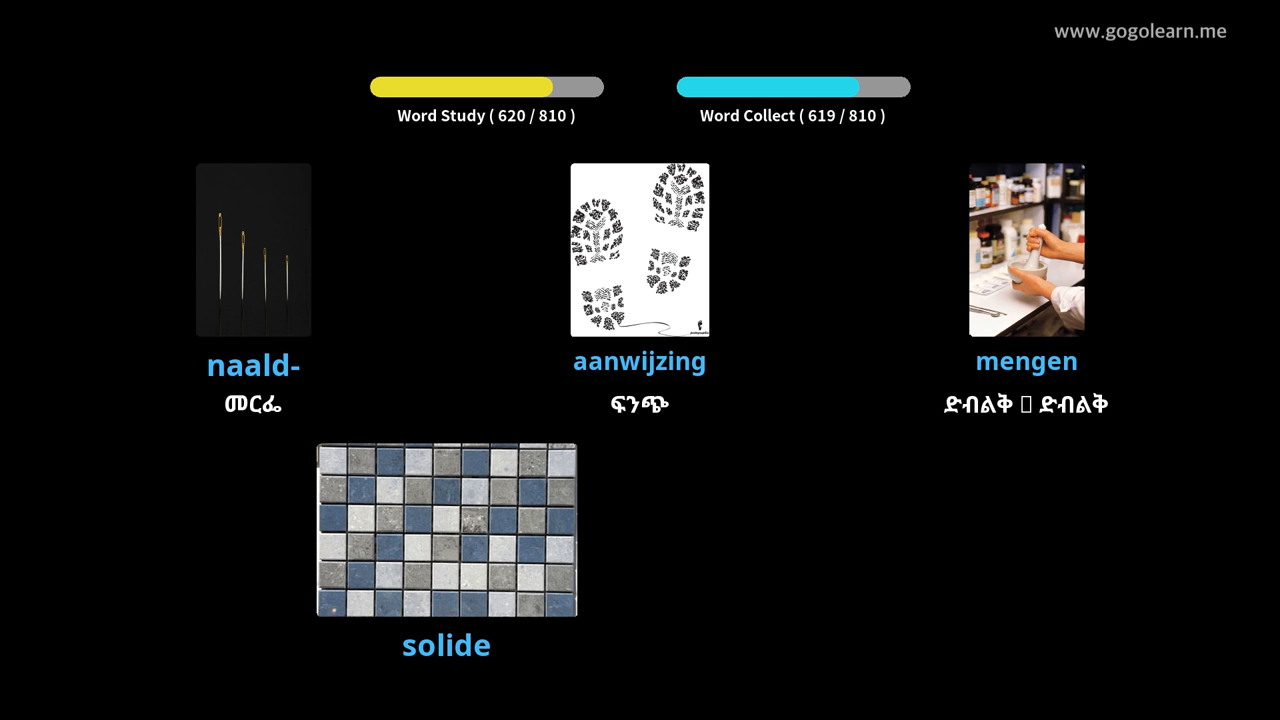 www.gogolearn.me
Word Study ( 620 / 810 )
Word Collect ( 619 / 810 )
naald-
aanwijzing
mengen
መርፌ
ፍንጭ
ድብልቅ ድብልቅ
solide